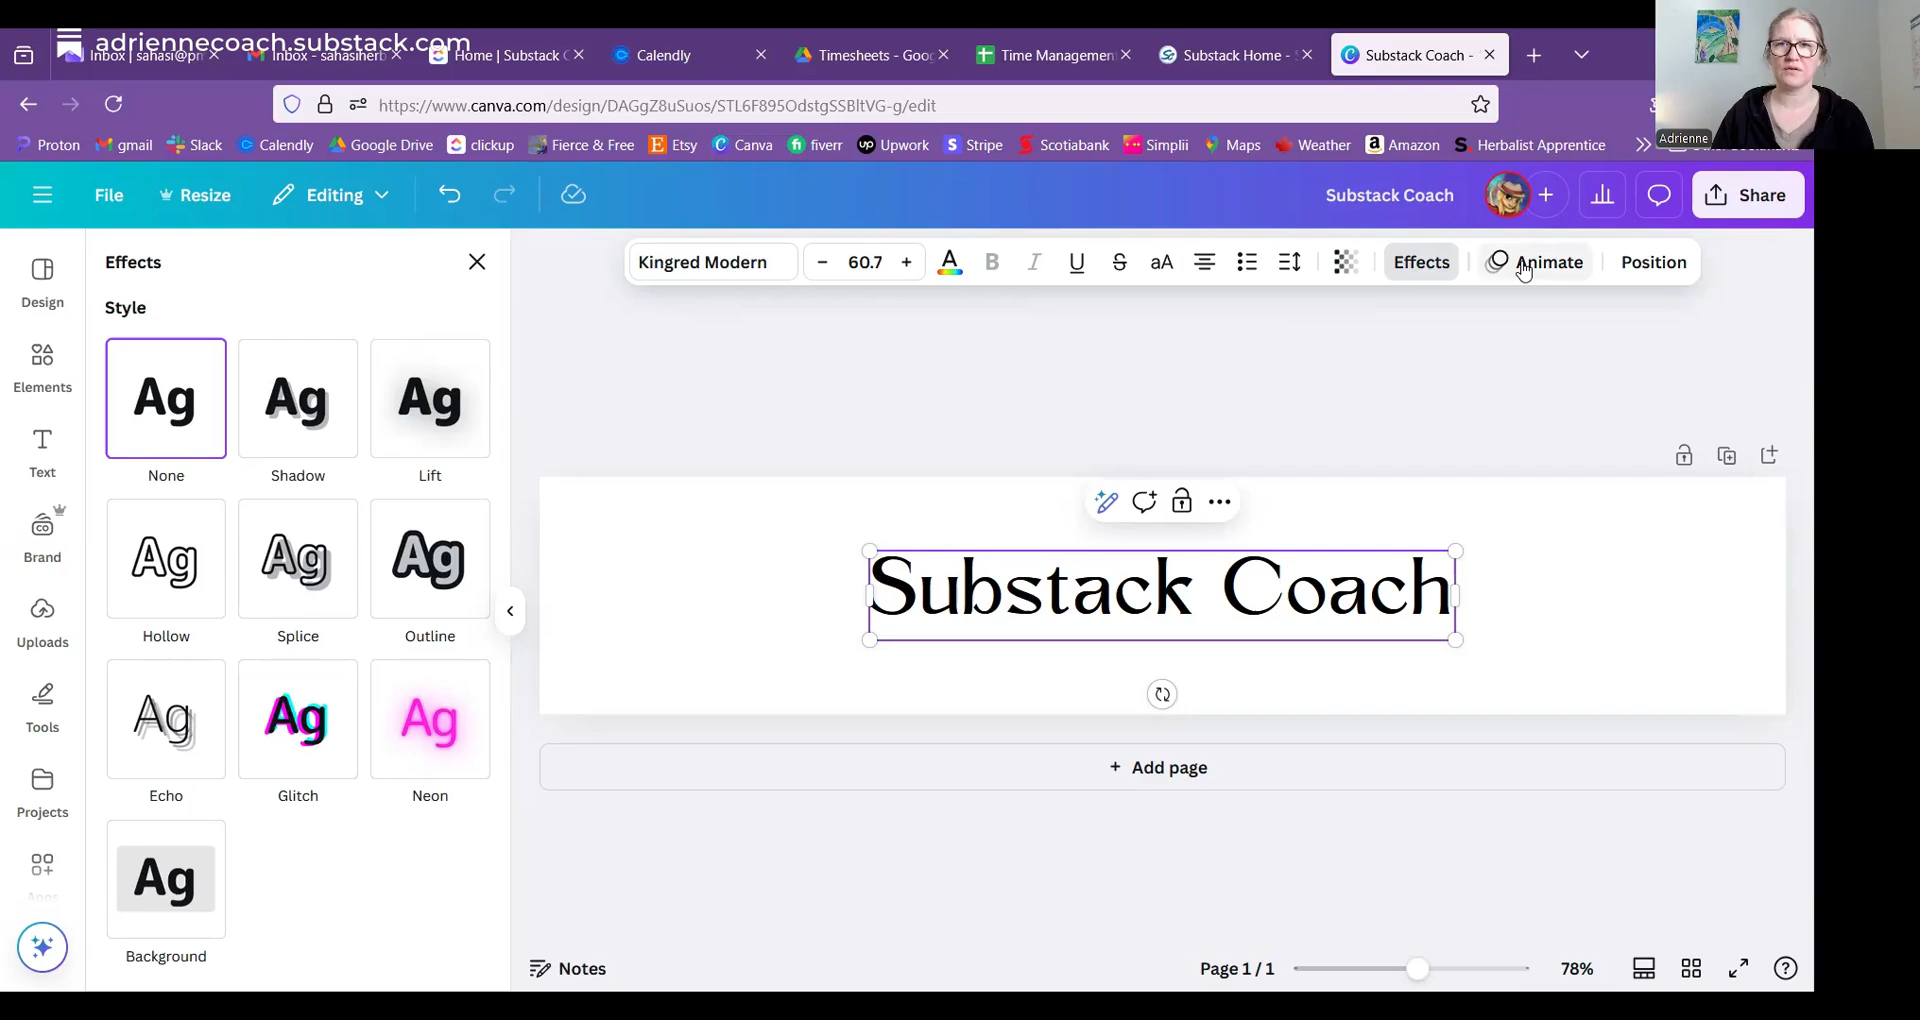 adriennecoach.substack.com
Inbox | sahasi@pr
Inbox - sahasiherb
Home | Substack C
Calendly
Timesheets - Goog
Time Management
Substack Home - S
Substack Coach -
https://www.canva.com/design/DAGgZ8uSuos/STL6F895OdstgSSBltVG-g/edit
Adrienne
Proton
gmail
Slack
Calendly
Google Drive
clickup
Fierce & Free
Etsy
Canva
fiverr
Upwork
Stripe
Scotiabank
Simplii
Maps
Weather
Amazon
Herbalist Apprentice
File
Resize
Editing
Substack Coach
Share
Design
Elements
Text
Brand
Uploads
Tools
Projects
Apps
Effects
Style
Ag
Ag
Ag
None
Shadow
Lift
Ag
Ag
Ag
Hollow
Splice
Outline
Ag
Ag
Ag
Echo
Glitch
Neon
Ag
Background
Kingred Modern
– 60.7 +
A
B
I
U
S
aA
Effects
Animate
Position
Substack Coach
+ Add page
Notes
Page 1 / 1
78%